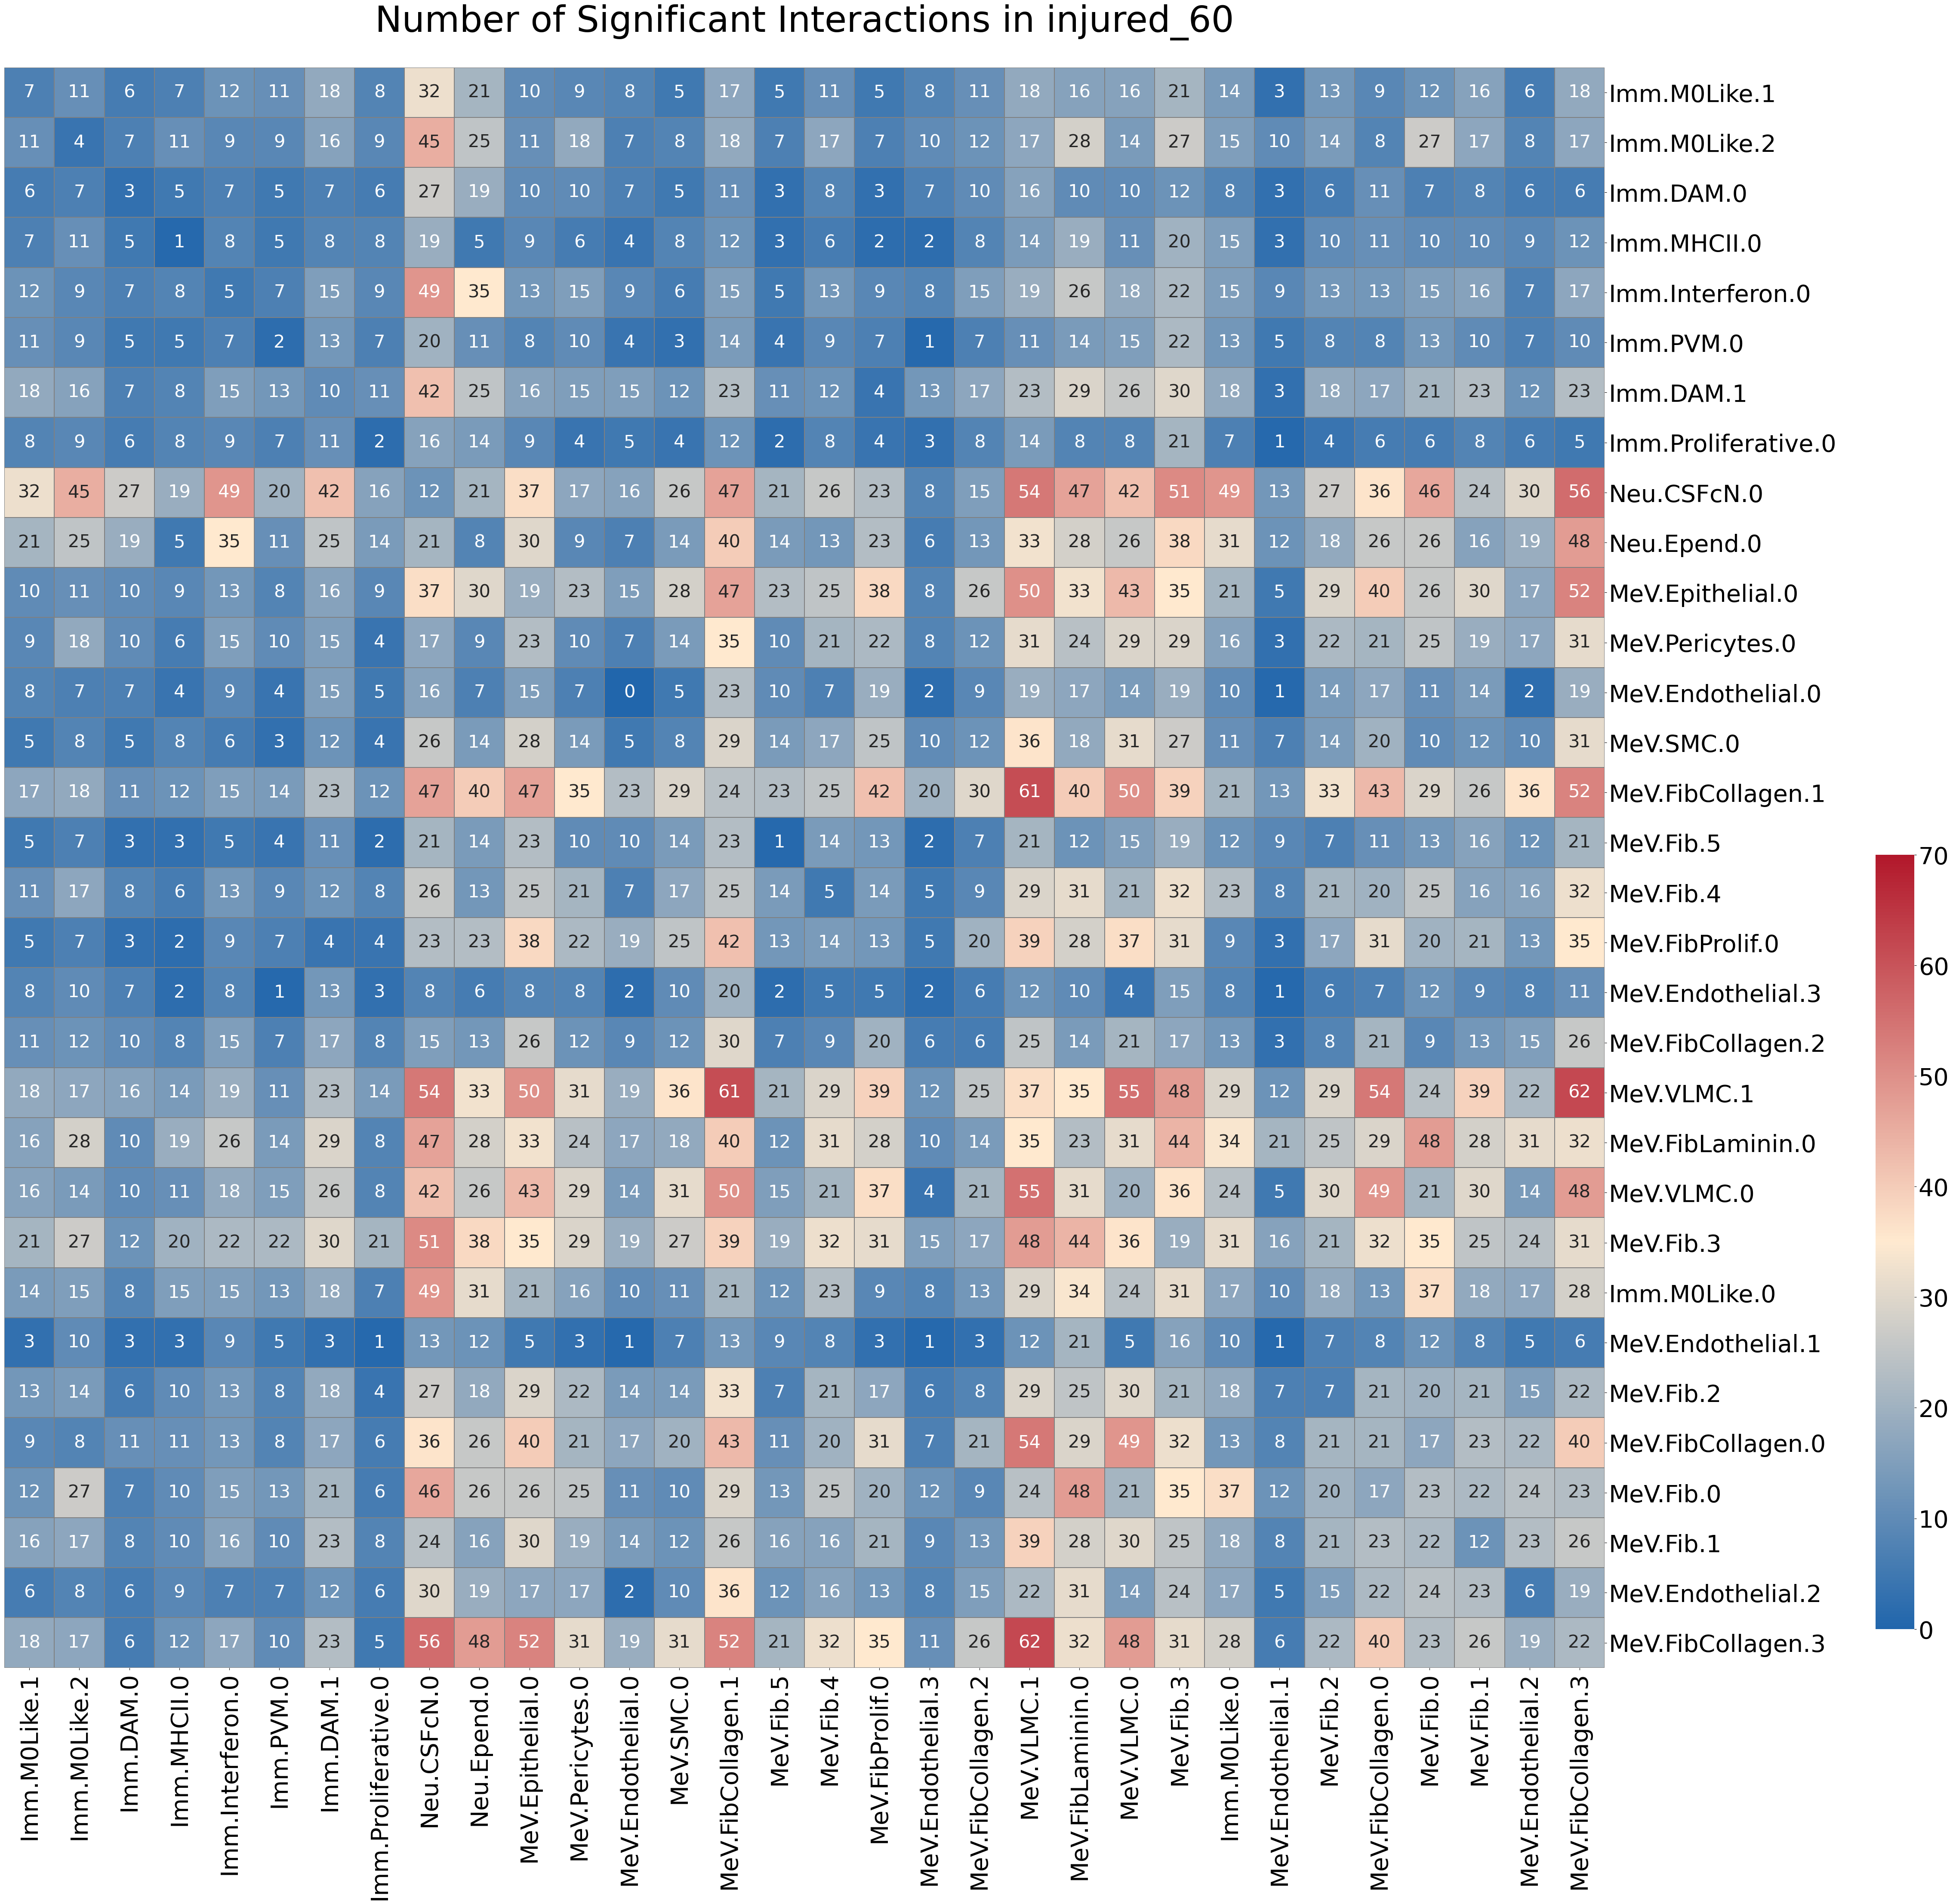 Number of Significant Interactions in injured_60
7 11 6 7 12 11 18 8 32 21 10 9 8 5 17 5 11 5 8 11 18 16 16 21 14 3 13 9 12 16 6 18 Imm.M0Like.1
11 4 7 11 9 9 16 9 45 25 11 18 7 8 18 7 17 7 10 12 17 28 14 27 15 10 14 8 27 17 8 17 Imm.M0Like.2
6 7 3 5 7 5 7 6 27 19 10 10 7 5 11 3 8 3 7 10 16 10 10 12 8 3 6 11 7 8 6 6 Imm.DAM.0
7 11 5 1 8 5 8 8 19 5 9 6 4 8 12 3 6 2 2 8 14 19 11 20 15 3 10 11 10 10 9 12 Imm.MHCII.0
12 9 7 8 5 7 15 9 49 35 13 15 9 6 15 5 13 9 8 15 19 26 18 22 15 9 13 13 15 16 7 17 Imm.Interferon.0
11 9 5 5 7 2 13 7 20 11 8 10 4 3 14 4 9 7 1 7 11 14 15 22 13 5 8 8 13 10 7 10 Imm.PVM.0
18 16 7 8 15 13 10 11 42 25 16 15 15 12 23 11 12 4 13 17 23 29 26 30 18 3 18 17 21 23 12 23 Imm.DAM.1
8 9 6 8 9 7 11 2 16 14 9 4 5 4 12 2 8 4 3 8 14 8 8 21 7 1 4 6 6 8 6 5 Imm.Proliferative.0
32 45 27 19 49 20 42 16 12 21 37 17 16 26 47 21 26 23 8 15 54 47 42 51 49 13 27 36 46 24 30 56 Neu.CSFcN.0
21 25 19 5 35 11 25 14 21 8 30 9 7 14 40 14 13 23 6 13 33 28 26 38 31 12 18 26 26 16 19 48 Neu.Epend.0
10 11 10 9 13 8 16 9 37 30 19 23 15 28 47 23 25 38 8 26 50 33 43 35 21 5 29 40 26 30 17 52 MeV.Epithelial.0
9 18 10 6 15 10 15 4 17 9 23 10 7 14 35 10 21 22 8 12 31 24 29 29 16 3 22 21 25 19 17 31 MeV.Pericytes.0
8 7 7 4 9 4 15 5 16 7 15 7 0 5 23 10 7 19 2 9 19 17 14 19 10 1 14 17 11 14 2 19 MeV.Endothelial.0
5 8 5 8 6 3 12 4 26 14 28 14 5 8 29 14 17 25 10 12 36 18 31 27 11 7 14 20 10 12 10 31 MeV.SMC.0
17 18 11 12 15 14 23 12 47 40 47 35 23 29 24 23 25 42 20 30 61 40 50 39 21 13 33 43 29 26 36 52 MeV.FibCollagen.1
5 7 3 3 5 4 11 2 21 14 23 10 10 14 23 1 14 13 2 7 21 12 15 19 12 9 7 11 13 16 12 21 MeV.Fib.5
11 17 8 6 13 9 12 8 26 13 25 21 7 17 25 14 5 14 5 9 29 31 21 32 23 8 21 20 25 16 16 32 MeV.Fib.4
5 7 3 2 9 7 4 4 23 23 38 22 19 25 42 13 14 13 5 20 39 28 37 31 9 3 17 31 20 21 13 35 MeV.FibProlif.0
8 10 7 2 8 1 13 3 8 6 8 8 2 10 20 2 5 5 2 6 12 10 4 15 8 1 6 7 12 9 8 11 MeV.Endothelial.3
11 12 10 8 15 7 17 8 15 13 26 12 9 12 30 7 9 20 6 6 25 14 21 17 13 3 8 21 9 13 15 26 MeV.FibCollagen.2
18 17 16 14 19 11 23 14 54 33 50 31 19 36 61 21 29 39 12 25 37 35 55 48 29 12 29 54 24 39 22 62 MeV.VLMC.1
16 28 10 19 26 14 29 8 47 28 33 24 17 18 40 12 31 28 10 14 35 23 31 44 34 21 25 29 48 28 31 32 MeV.FibLaminin.0
16 14 10 11 18 15 26 8 42 26 43 29 14 31 50 15 21 37 4 21 55 31 20 36 24 5 30 49 21 30 14 48 MeV.VLMC.0
21 27 12 20 22 22 30 21 51 38 35 29 19 27 39 19 32 31 15 17 48 44 36 19 31 16 21 32 35 25 24 31 MeV.Fib.3
14 15 8 15 15 13 18 7 49 31 21 16 10 11 21 12 23 9 8 13 29 34 24 31 17 10 18 13 37 18 17 28 Imm.M0Like.0
3 10 3 3 9 5 3 1 13 12 5 3 1 7 13 9 8 3 1 3 12 21 5 16 10 1 7 8 12 8 5 6 MeV.Endothelial.1
13 14 6 10 13 8 18 4 27 18 29 22 14 14 33 7 21 17 6 8 29 25 30 21 18 7 7 21 20 21 15 22 MeV.Fib.2
9 8 11 11 13 8 17 6 36 26 40 21 17 20 43 11 20 31 7 21 54 29 49 32 13 8 21 21 17 23 22 40 MeV.FibCollagen.0
12 27 7 10 15 13 21 6 46 26 26 25 11 10 29 13 25 20 12 9 24 48 21 35 37 12 20 17 23 22 24 23 MeV.Fib.0
16 17 8 10 16 10 23 8 24 16 30 19 14 12 26 16 16 21 9 13 39 28 30 25 18 8 21 23 22 12 23 26 MeV.Fib.1
6 8 6 9 7 7 12 6 30 19 17 17 2 10 36 12 16 13 8 15 22 31 14 24 17 5 15 22 24 23 6 19 MeV.Endothelial.2
18 17 6 12 17 10 23 5 56 48 52 31 19 31 52 21 32 35 11 26 62 32 48 31 28 6 22 40 23 26 19 22 MeV.FibCollagen.3
Imm.M0Like.1
Imm.M0Like.2
Imm.DAM.0
Imm.MHCII.0
Imm.Interferon.0
Imm.PVM.0
Imm.DAM.1
Imm.Proliferative.0
Neu.CSFcN.0
Neu.Epend.0
MeV.Epithelial.0
MeV.Pericytes.0
MeV.Endothelial.0
MeV.SMC.0
MeV.FibCollagen.1
MeV.Fib.5
MeV.Fib.4
MeV.FibProlif.0
MeV.Endothelial.3
MeV.FibCollagen.2
MeV.VLMC.1
MeV.FibLaminin.0
MeV.VLMC.0
MeV.Fib.3
Imm.M0Like.0
MeV.Endothelial.1
MeV.Fib.2
MeV.FibCollagen.0
MeV.Fib.0
MeV.Fib.1
MeV.Endothelial.2
MeV.FibCollagen.3
70
60
50
40
30
20
10
0